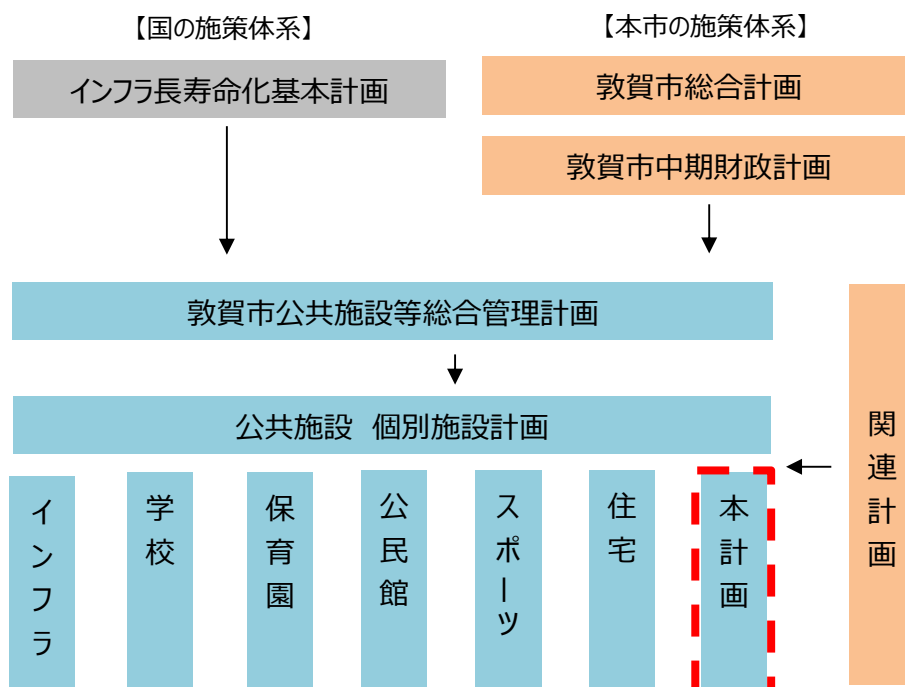 【国の施策体系】
【本市の施策体系】
インフラ長寿命化基本計画
敦賀市総合計画
敦賀市中期財政計画
敦賀市公共施設等総合管理計画
公共施設 個別施設計画
インフラ
学校
保育園
公民館
スポーツ
住宅
本計画
関連計画